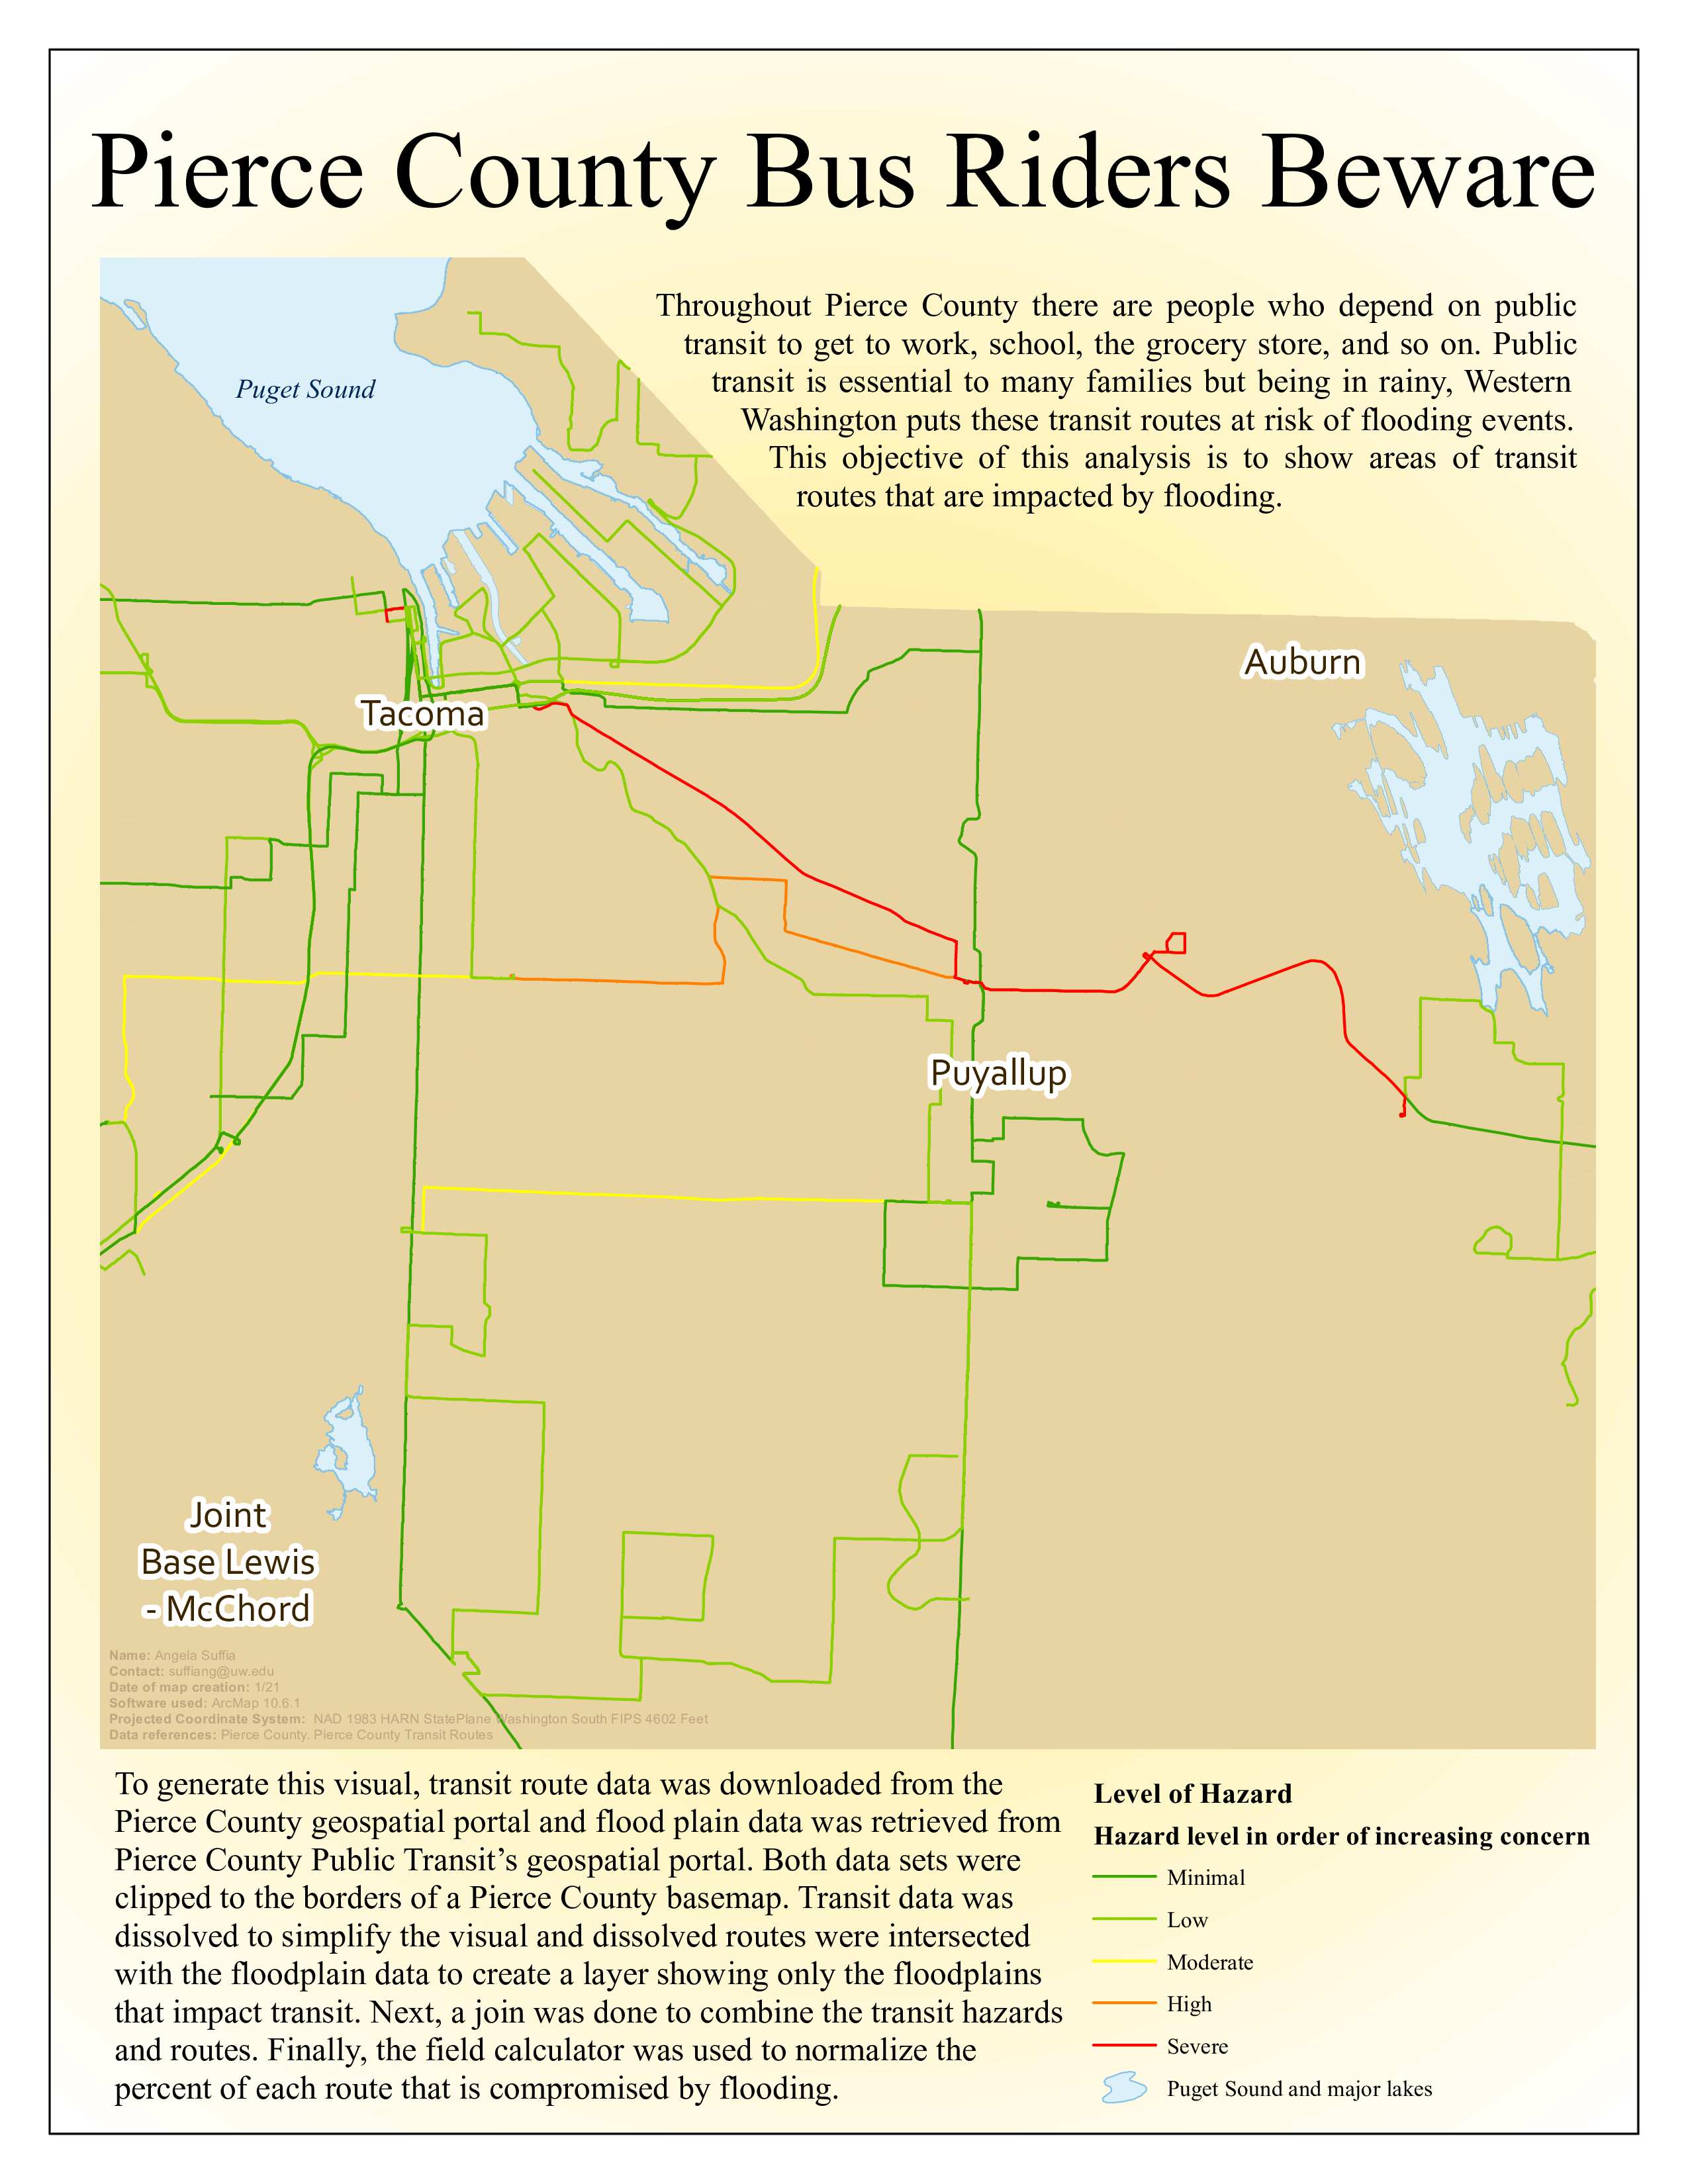 Pierce County Bus Riders Beware
Throughout Pierce County there are people who depend on public
transit to get to work, school, the grocery store, and so on. Public
transit is essential to many families but being in rainy, Western
Washington puts these transit routes at risk of flooding events.
This objective of this analysis is to show areas of transit
routes that are impacted by flooding.
Puget Sound
Auburn
Tacoma
Puyallup
Joint
Base Lewis
- McChord
Name: Angela Suffia
Contact: suffiang@uw.edu
Date of map creation: 1/21
Software used: ArcMap 10.6.1
Projected Coordinate System: NAD 1983 HARN StatePlane Washington South FIPS 4602 Feet
Data references: Pierce County. Pierce County Transit Routes
To generate this visual, transit route data was downloaded from the
Pierce County geospatial portal and flood plain data was retrieved from
Pierce County Public Transit's geospatial portal. Both data sets were
clipped to the borders of a Pierce County basemap. Transit data was
dissolved to simplify the visual and dissolved routes were intersected
with the floodplain data to create a layer showing only the floodplains
that impact transit. Next, a join was done to combine the transit hazards
and routes. Finally, the field calculator was used to normalize the
percent of each route that is compromised by flooding.
Level of Hazard
Hazard level in order of increasing concern
Minimal
Low
Moderate
High
Severe
Puget Sound and major lakes